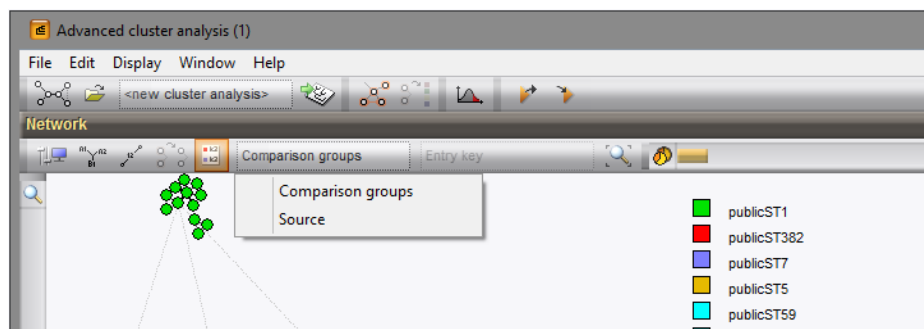 Advanced cluster analysis (1)
File Edit Display Window Help
<new cluster analysis>
Network
Comparison groups Entry key
Comparison groups
Source
publicST1
publicST382
publicST7
publicST5
publicST59